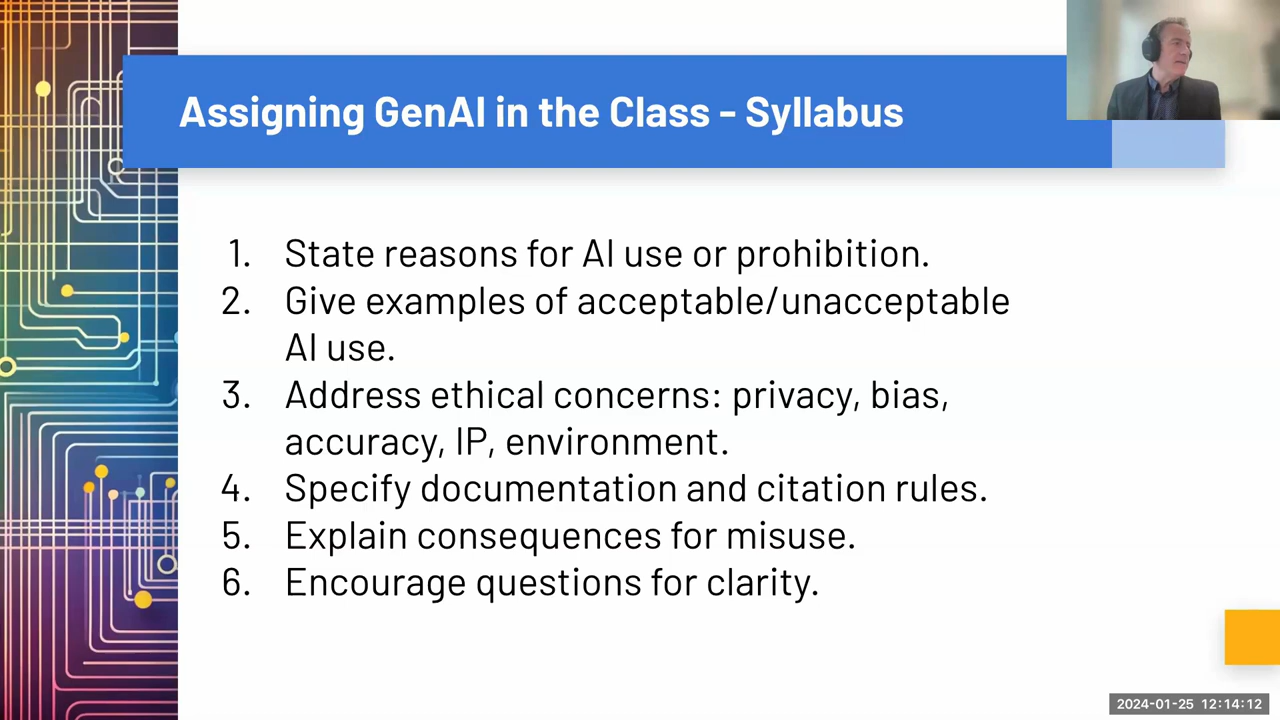 Assigning GenAI in the Class - Syllabus
1. State reasons for AI use or prohibition.
2. Give examples of acceptable/unacceptable
AI use.
3. Address ethical concerns: privacy, bias,
accuracy, IP, environment.
4. Specify documentation and citation rules.
5. Explain consequences for misuse.
6. Encourage questions for clarity.
2024-01-25 12:14:12